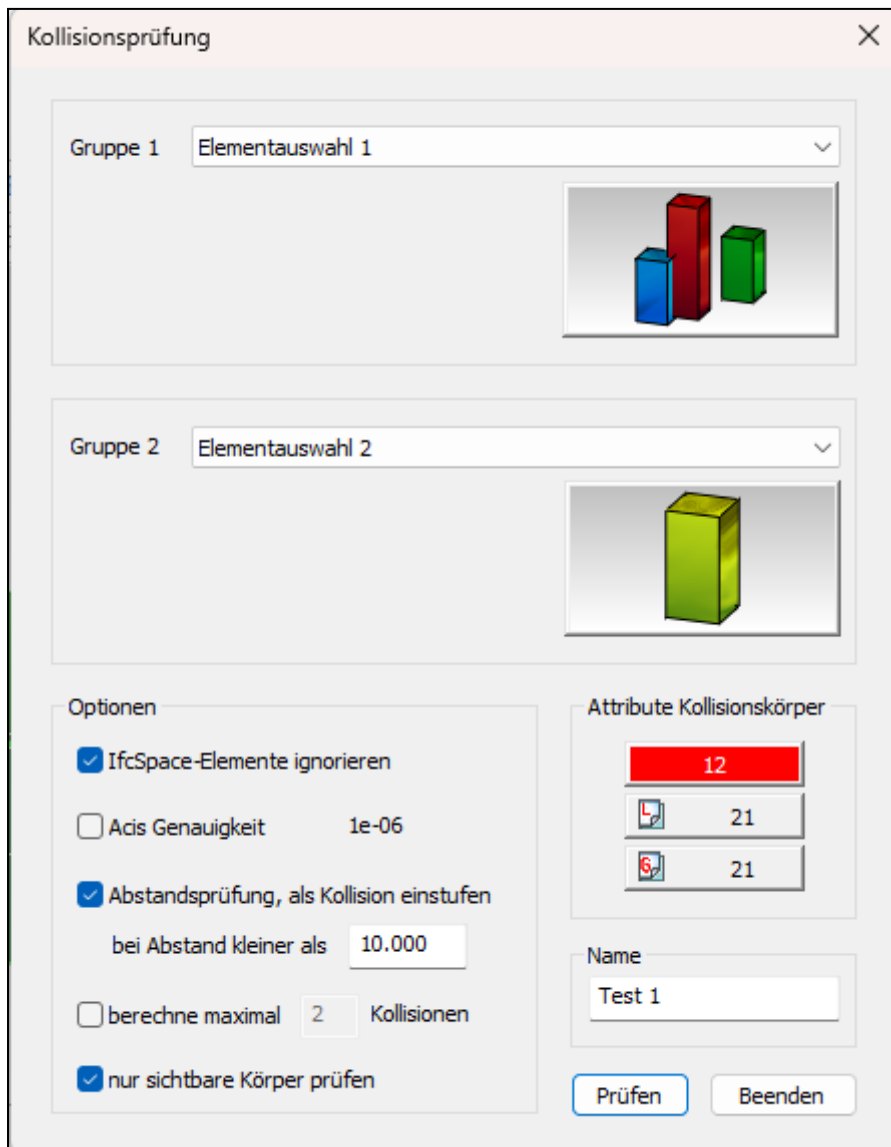 Kollisionsprüfung
Gruppe 1 Elementauswahl 1
Gruppe 2 Elementauswahl 2
Optionen
IfcSpace-Elemente ignorieren
Acis Genauigkeit 1e-06
Abstandsprüfung, als Kollision einstufen
bei Abstand kleiner als 10.000
berechne maximal 2 Kollisionen
nur sichtbare Körper prüfen
Attribute Kollisionskörper
12
L 21
G 21
Name
Test 1
Prüfen Beenden